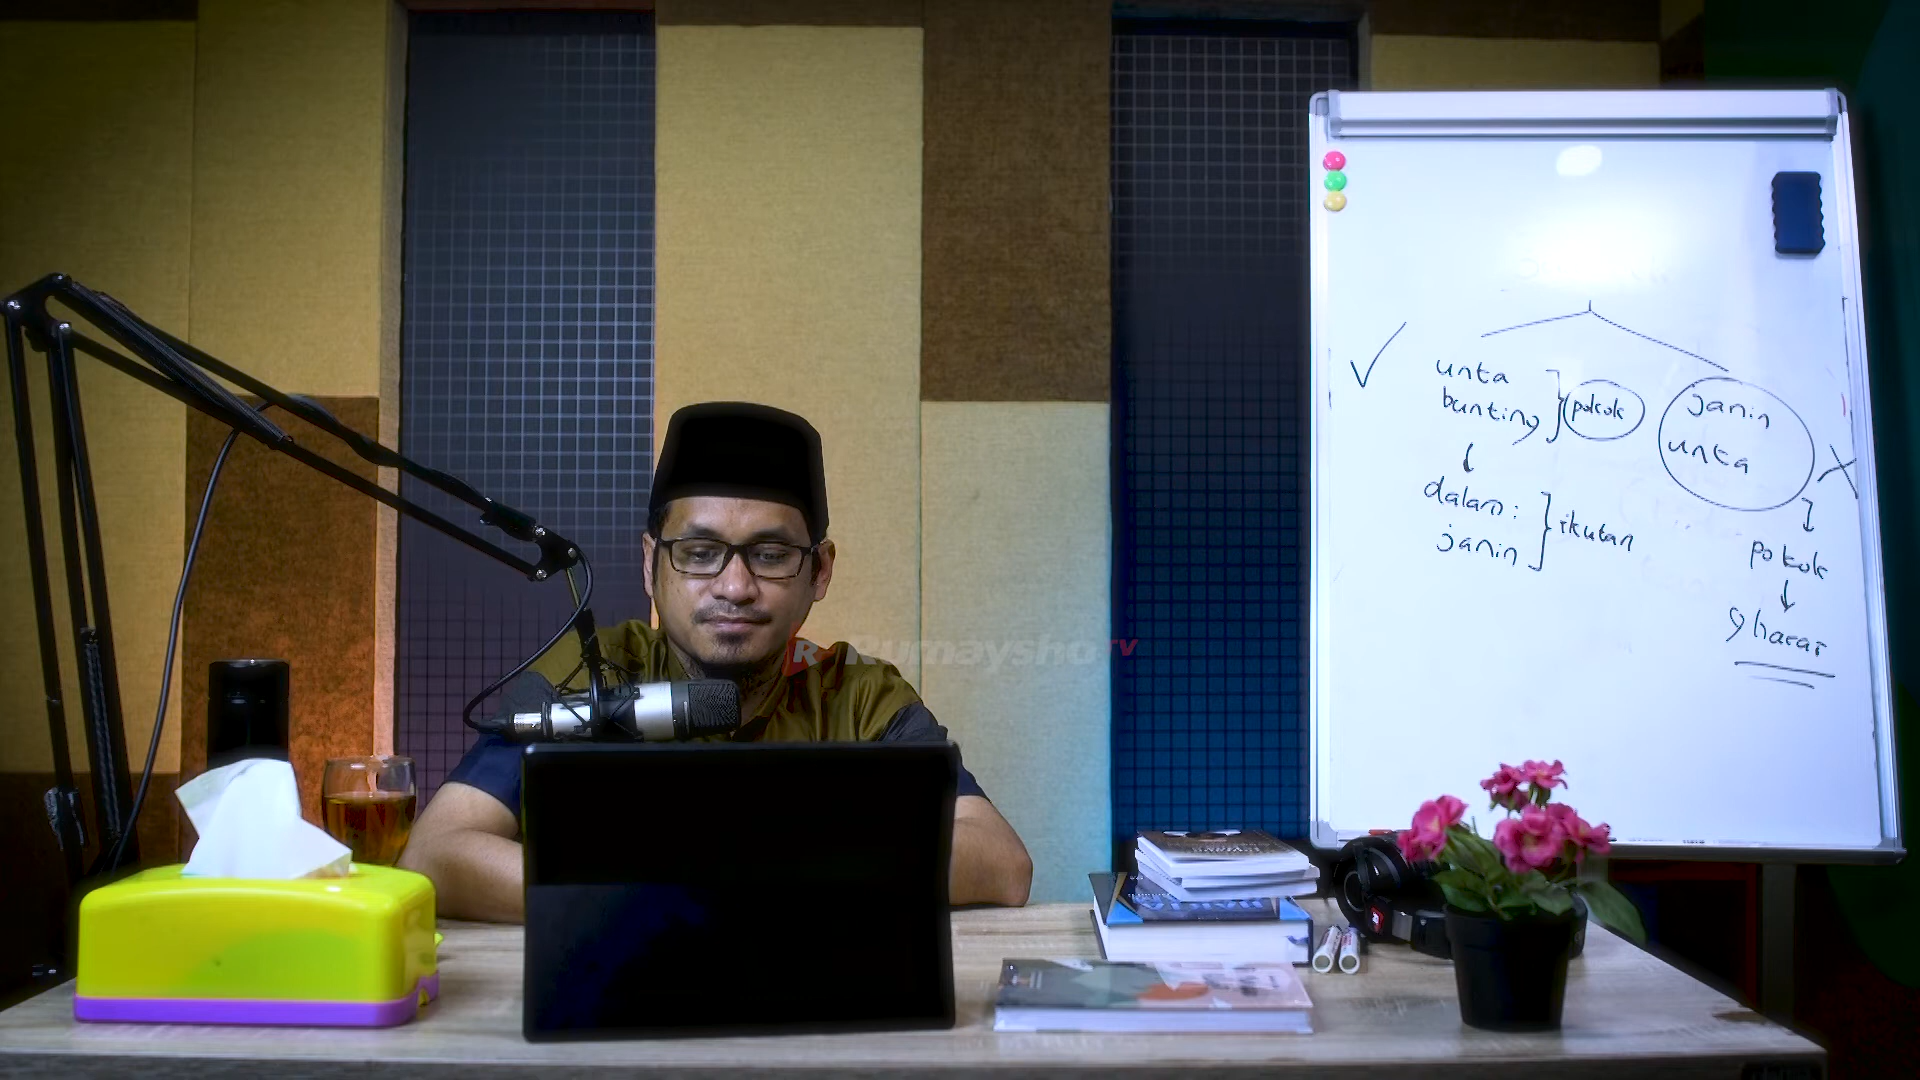 unta
bunting
pokok
dalam :
janin
ikutan
janin
unta
pokok
gharar
Rumaysho TV